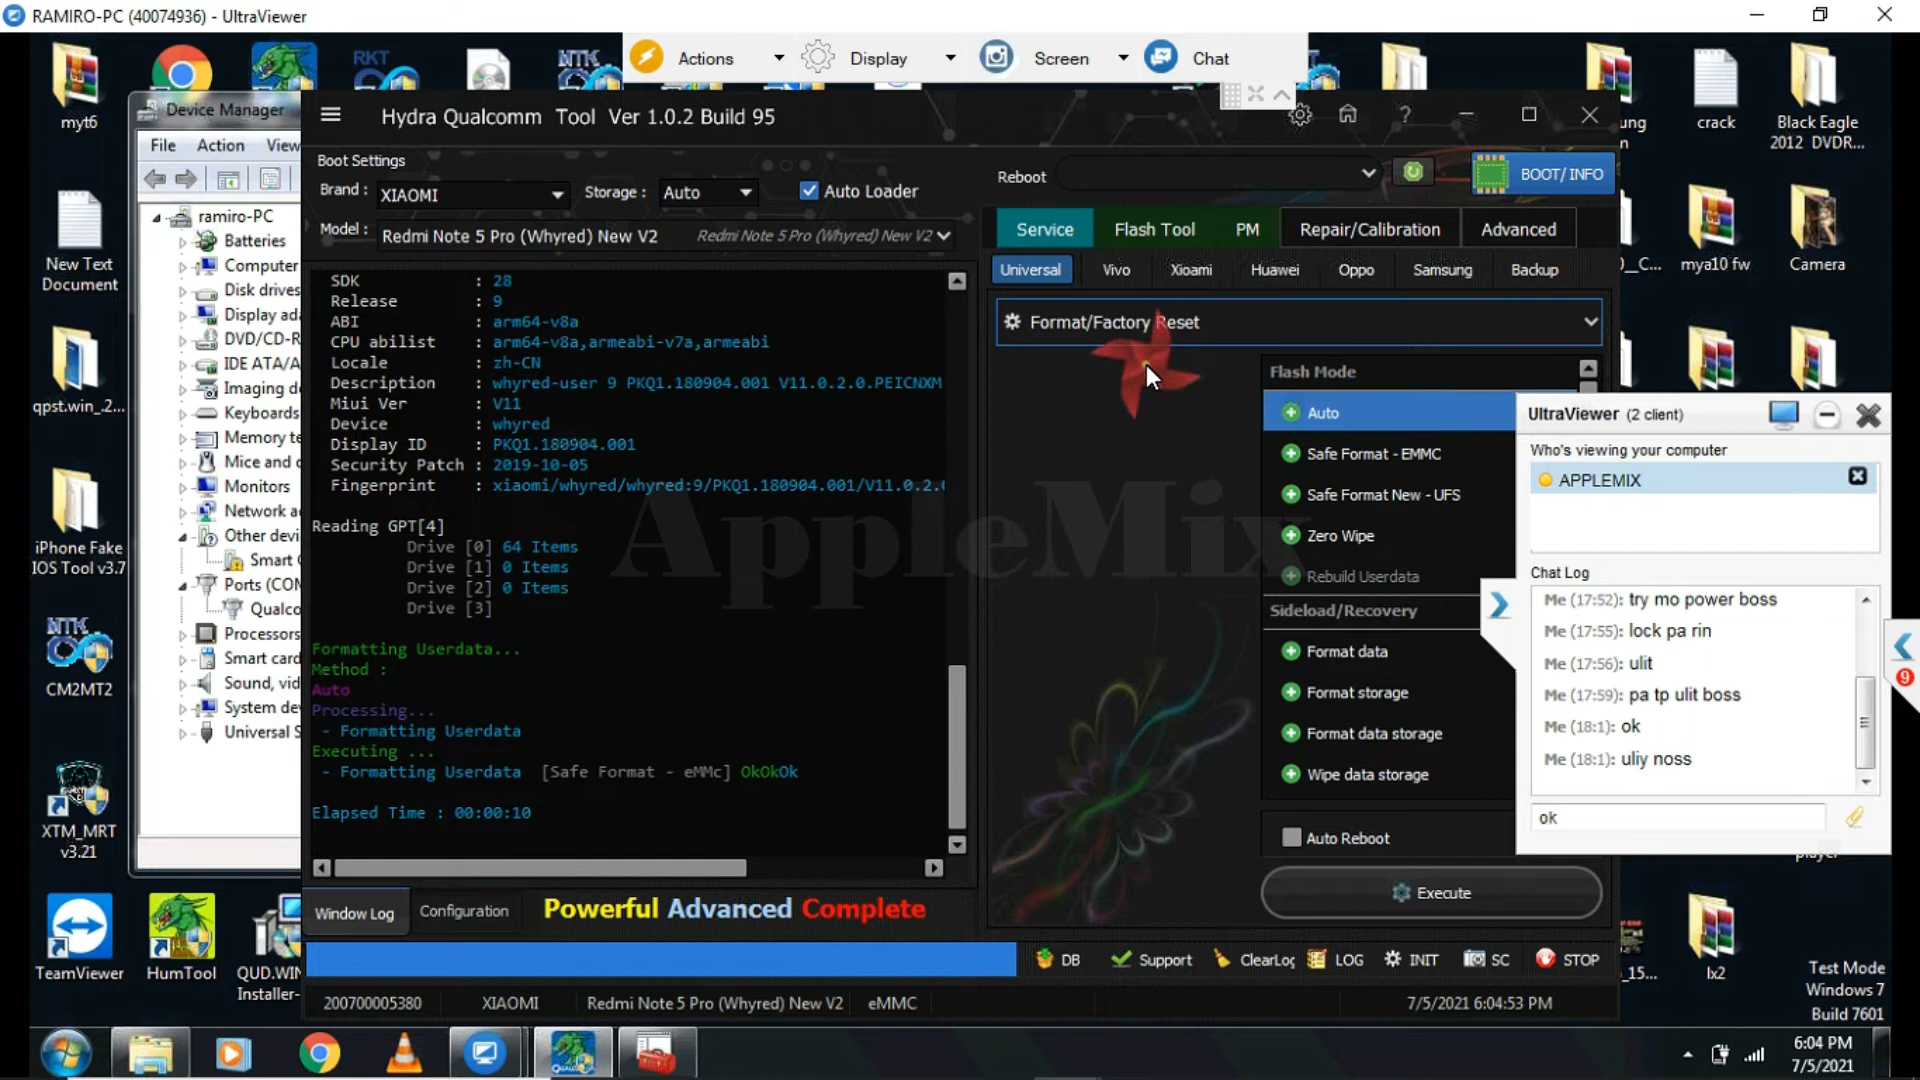 RAMIRO-PC (40074936) - UltraViewer
Actions
Display
Screen
Chat
myt6
RKT
crack
Black Eagle
2012 DVDR...
Device Manager
File Action View
ramiro-PC
Batteries
Computer
Disk drives
Display ada
DVD/CD-R
IDE ATA/A
Imaging d
Keyboards
Memory te
Mice and o
Monitors
Network a
Other devi
Smart C
Ports (CON
Qualco
Processors
Smart card
Sound, vid
System dev
Universal S
New Text
Document
qpst.win_2...
iPhone Fake
IOS Tool v3.7
CM2MT2
XTM_MRT
v3.21
TeamViewer
HumTool
QUD.WIN
Installer-
Hydra Qualcomm Tool Ver 1.0.2 Build 95
Boot Settings
Brand : XIAOMI
Storage : Auto
Auto Loader
Model : Redmi Note 5 Pro (Whyred) New V2 Redmi Note 5 Pro (Whyred) New V2
Reboot
BOOT/ INFO
Service
Flash Tool
PM
Repair/Calibration
Advanced
Universal
Vivo
Xioami
Huawei
Oppo
Samsung
Backup
SDK : 28
Release : 9
ABI : arm64-v8a
CPU abilist : arm64-v8a,armeabi-v7a,armeabi
Locale : zh-CN
Description : whyred-user 9 PKQ1.180904.001 V11.0.2.0.PEICNXM
Miui Ver : V11
Device : whyred
Display ID : PKQ1.180904.001
Security Patch : 2019-10-05
Fingerprint : xiaomi/whyred/whyred:9/PKQ1.180904.001/V11.0.2.
Reading GPT[4]
Drive [0] 64 Items
Drive [1] 0 Items
Drive [2] 0 Items
Drive [3]
Formatting Userdata...
Method :
Auto
Processing...
- Formatting Userdata
Executing ...
- Formatting Userdata [Safe Format - eMMc] OkOkOk
Elapsed Time : 00:00:10
Window Log
Configuration
Powerful Advanced Complete
Format/Factory Reset
Flash Mode
Auto
Safe Format - EMMC
Safe Format New - UFS
Zero Wipe
Rebuild Userdata
Sideload/Recovery
Format data
Format storage
Format data storage
Wipe data storage
Auto Reboot
Execute
AppleMix
DB
Support
ClearLog
LOG
INIT
SC
STOP
200700005380
XIAOMI
Redmi Note 5 Pro (Whyred) New V2
eMMC
7/5/2021 6:04:53 PM
UltraViewer (2 client)
Who's viewing your computer
APPLEMIX
Chat Log
Me (17:52): try mo power boss
Me (17:55): lock pa rin
Me (17:56): ulit
Me (17:59): pa tp ulit boss
Me (18:1): ok
Me (18:1): uliy noss
ok
9
mya10 fw
Camera
lx2
Test Mode
Windows 7
Build 7601
6:04 PM
7/5/2021